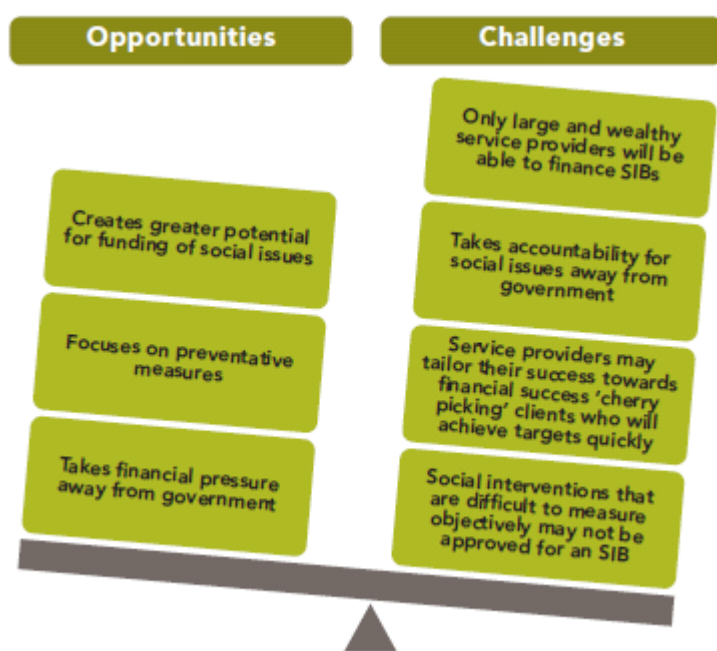 Opportunities
Creates greater potential
for funding of social issues
Focuses on preventative
measures
Takes financial pressure
away from government
Challenges
Only large and wealthy
service providers will be
able to finance SIBs
Takes accountability for
social issues away from
government
Service providers may
tailor their success towards
financial success ‘cherry
picking’ clients who will
achieve targets quickly
Social interventions that
are difficult to measure
objectively may not be
approved for an SIB